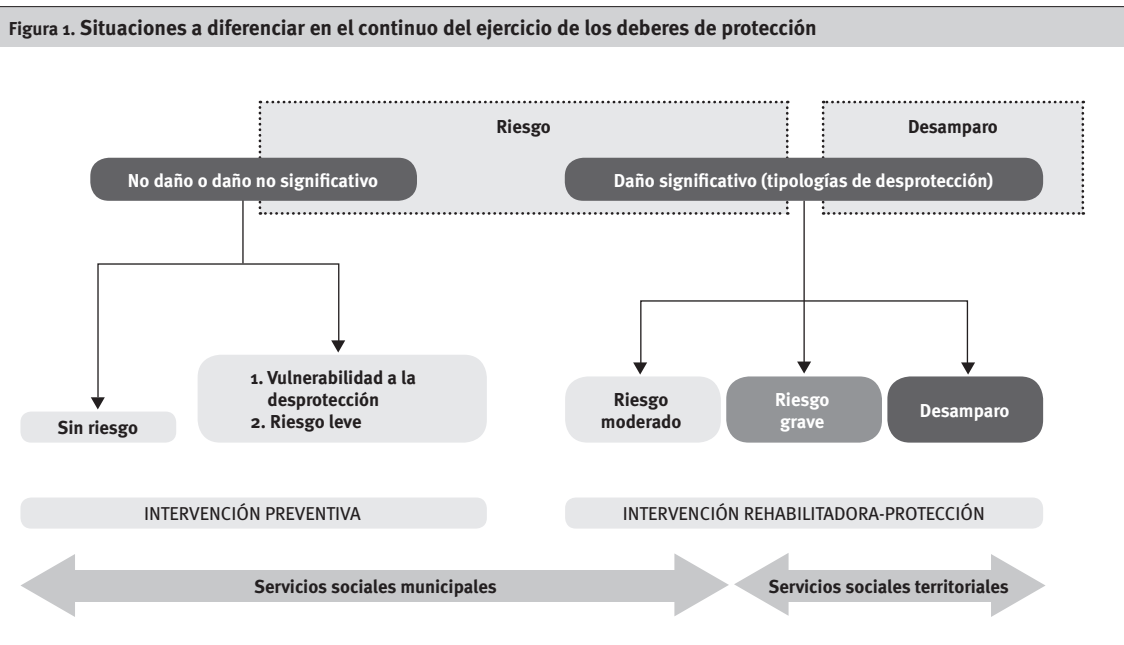 Figura 1. Situaciones a diferenciar en el continuo del ejercicio de los deberes de protección
Riesgo
Desamparo
No daño o daño no significativo
Daño significativo (tipologías de desprotección)
1. Vulnerabilidad a la
desprotección
2. Riesgo leve
Sin riesgo
Riesgo
moderado
Riesgo
grave
Desamparo
INTERVENCIÓN PREVENTIVA
INTERVENCIÓN REHABILITADORA-PROTECCIÓN
Servicios sociales municipales
Servicios sociales territoriales